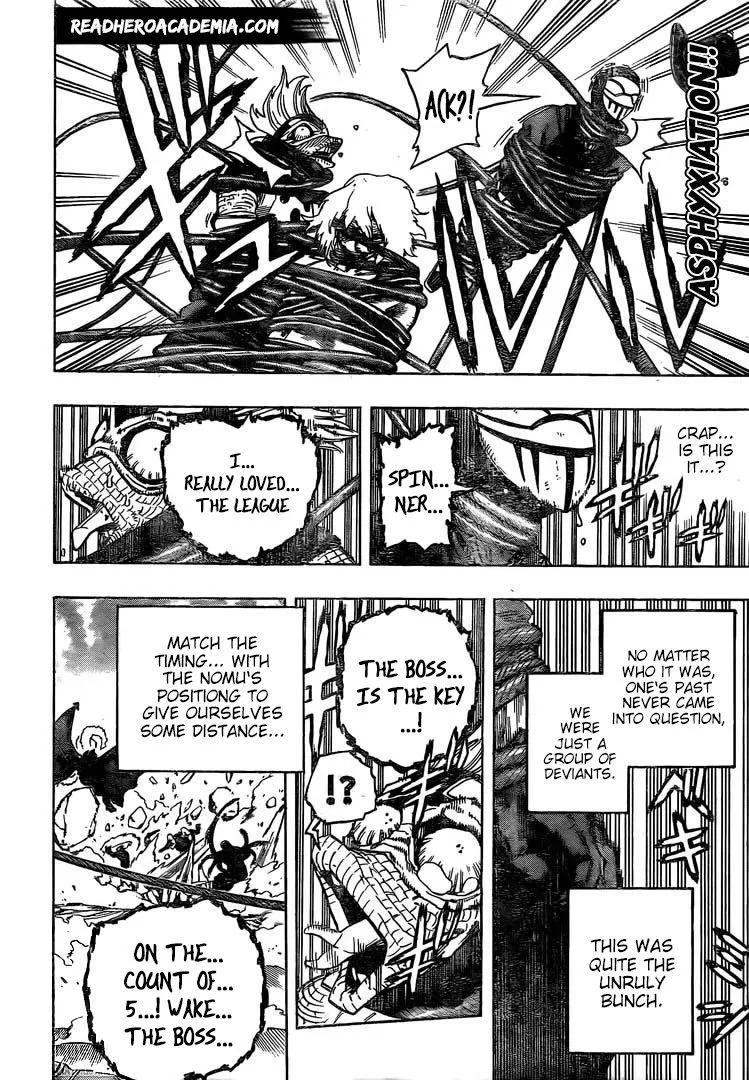 READHEROACADEMIA.COM
ASPHYXIATION!!
ACK?!
CRAP...
IS THIS
IT...?
SPIN...
NER...
I...
REALLY LOVED...
THE LEAGUE
NO MATTER
WHO IT WAS,
ONE'S PAST
NEVER CAME
INTO QUESTION,
WE
WERE
JUST A
GROUP OF
DEVIANTS.
THIS WAS
QUITE THE
UNRULY
BUNCH.
THE BOSS...
IS THE KEY
...!
!?
MATCH THE
TIMING... WITH
THE NOMU'S
POSITIONG TO
GIVE OURSELVES
SOME DISTANCE...
ON THE...
COUNT OF...
5...! WAKE...
THE BOSS...